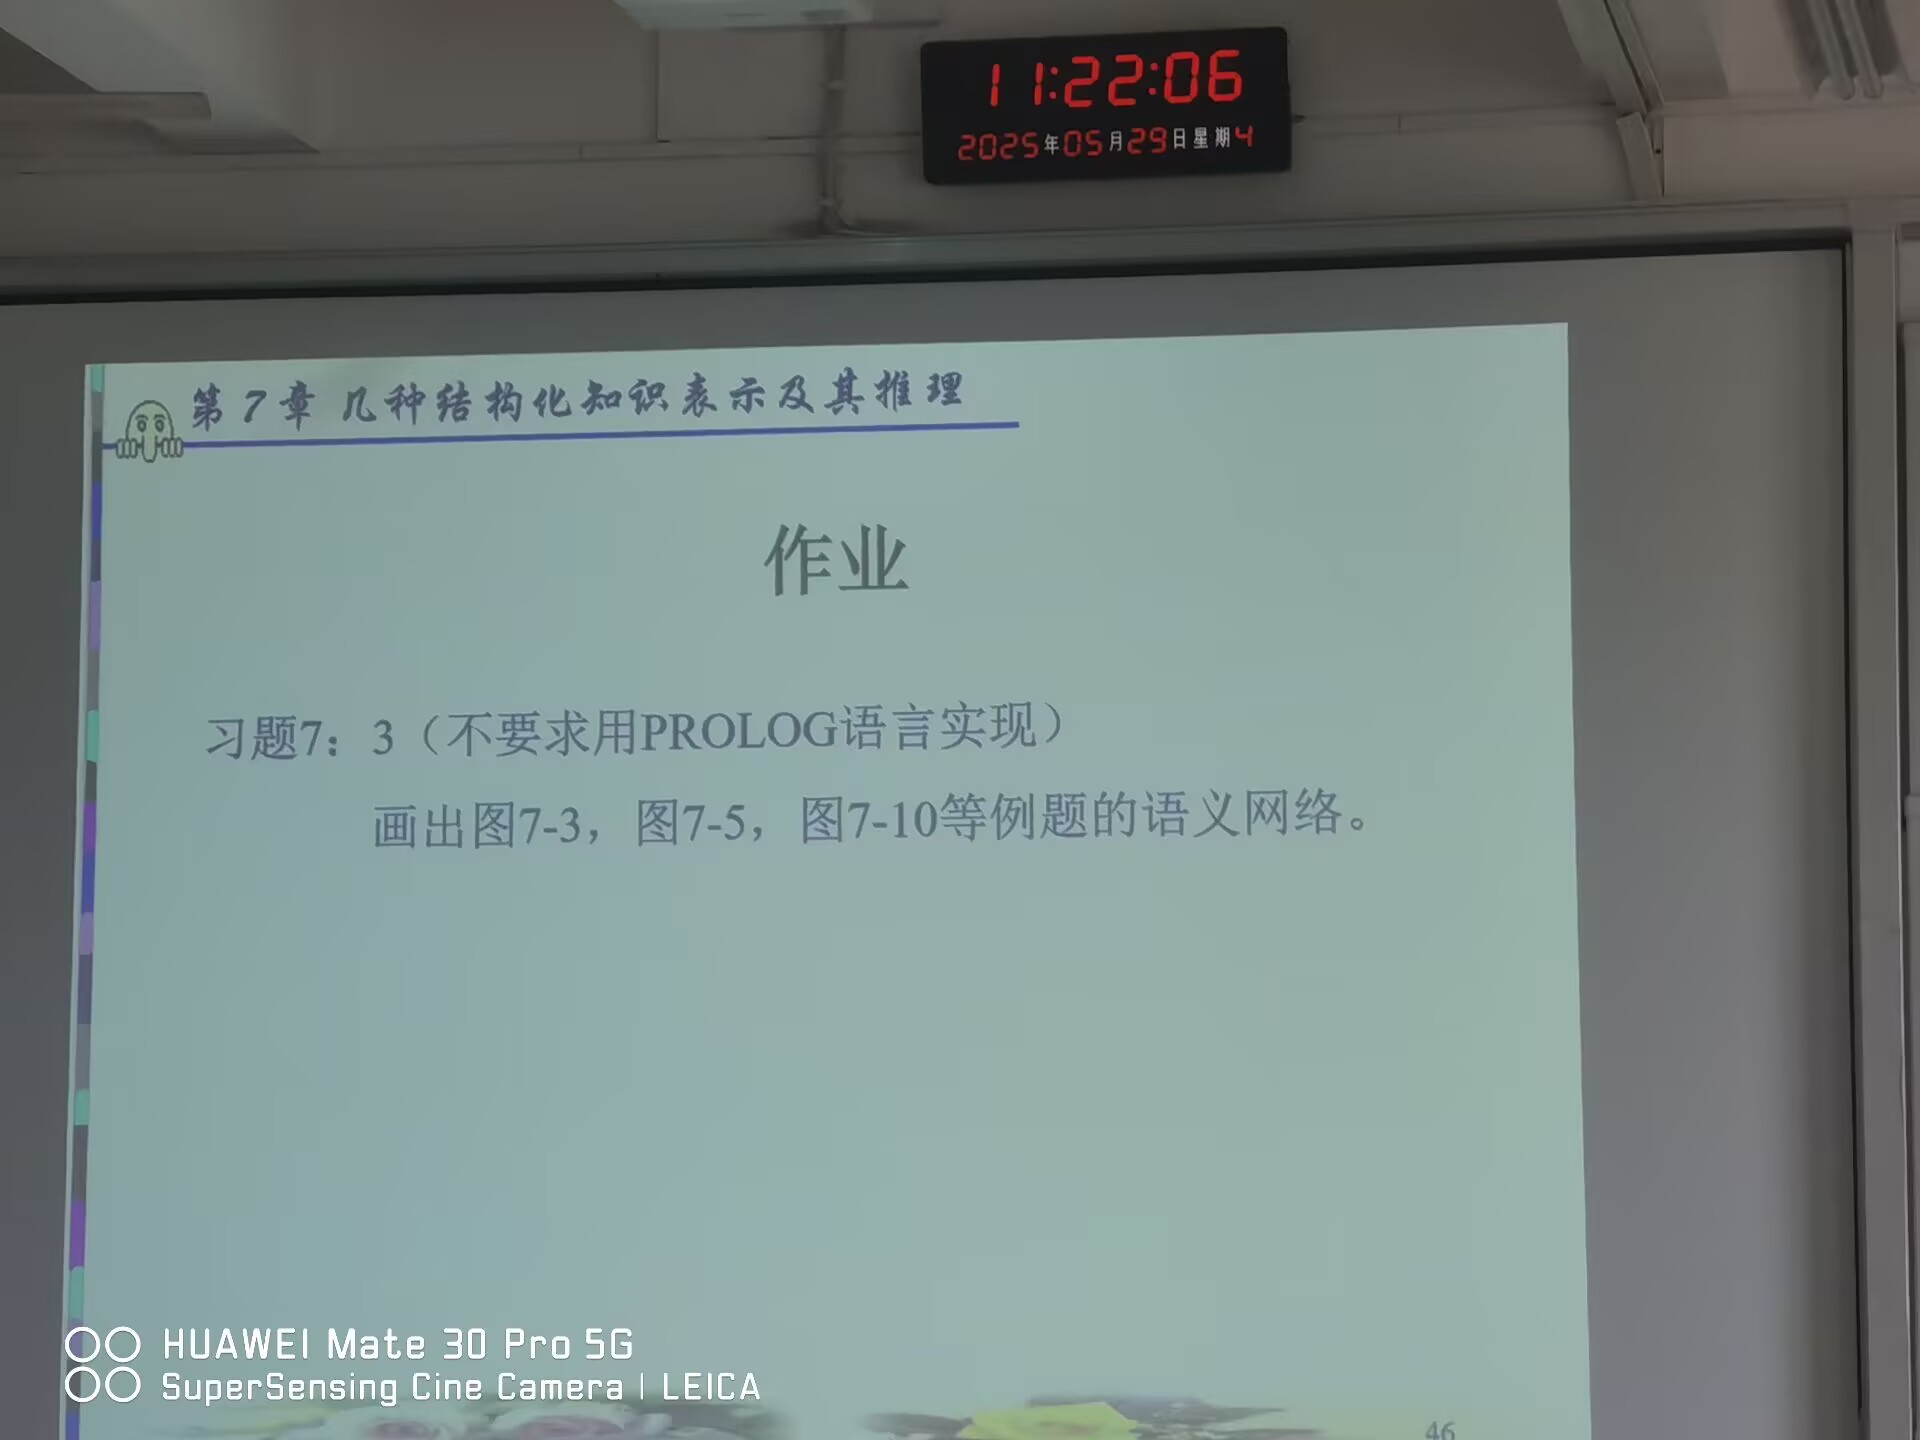 11:22:06
2025年05月29日星期4
第7章 几种结构化知识表示及其推理
作业
习题7：3（不要求用PROLOG语言实现）
画出图7-3，图7-5，图7-10等例题的语义网络。
HUAWEI Mate 30 Pro 5G
SuperSensing Cine Camera | LEICA
46